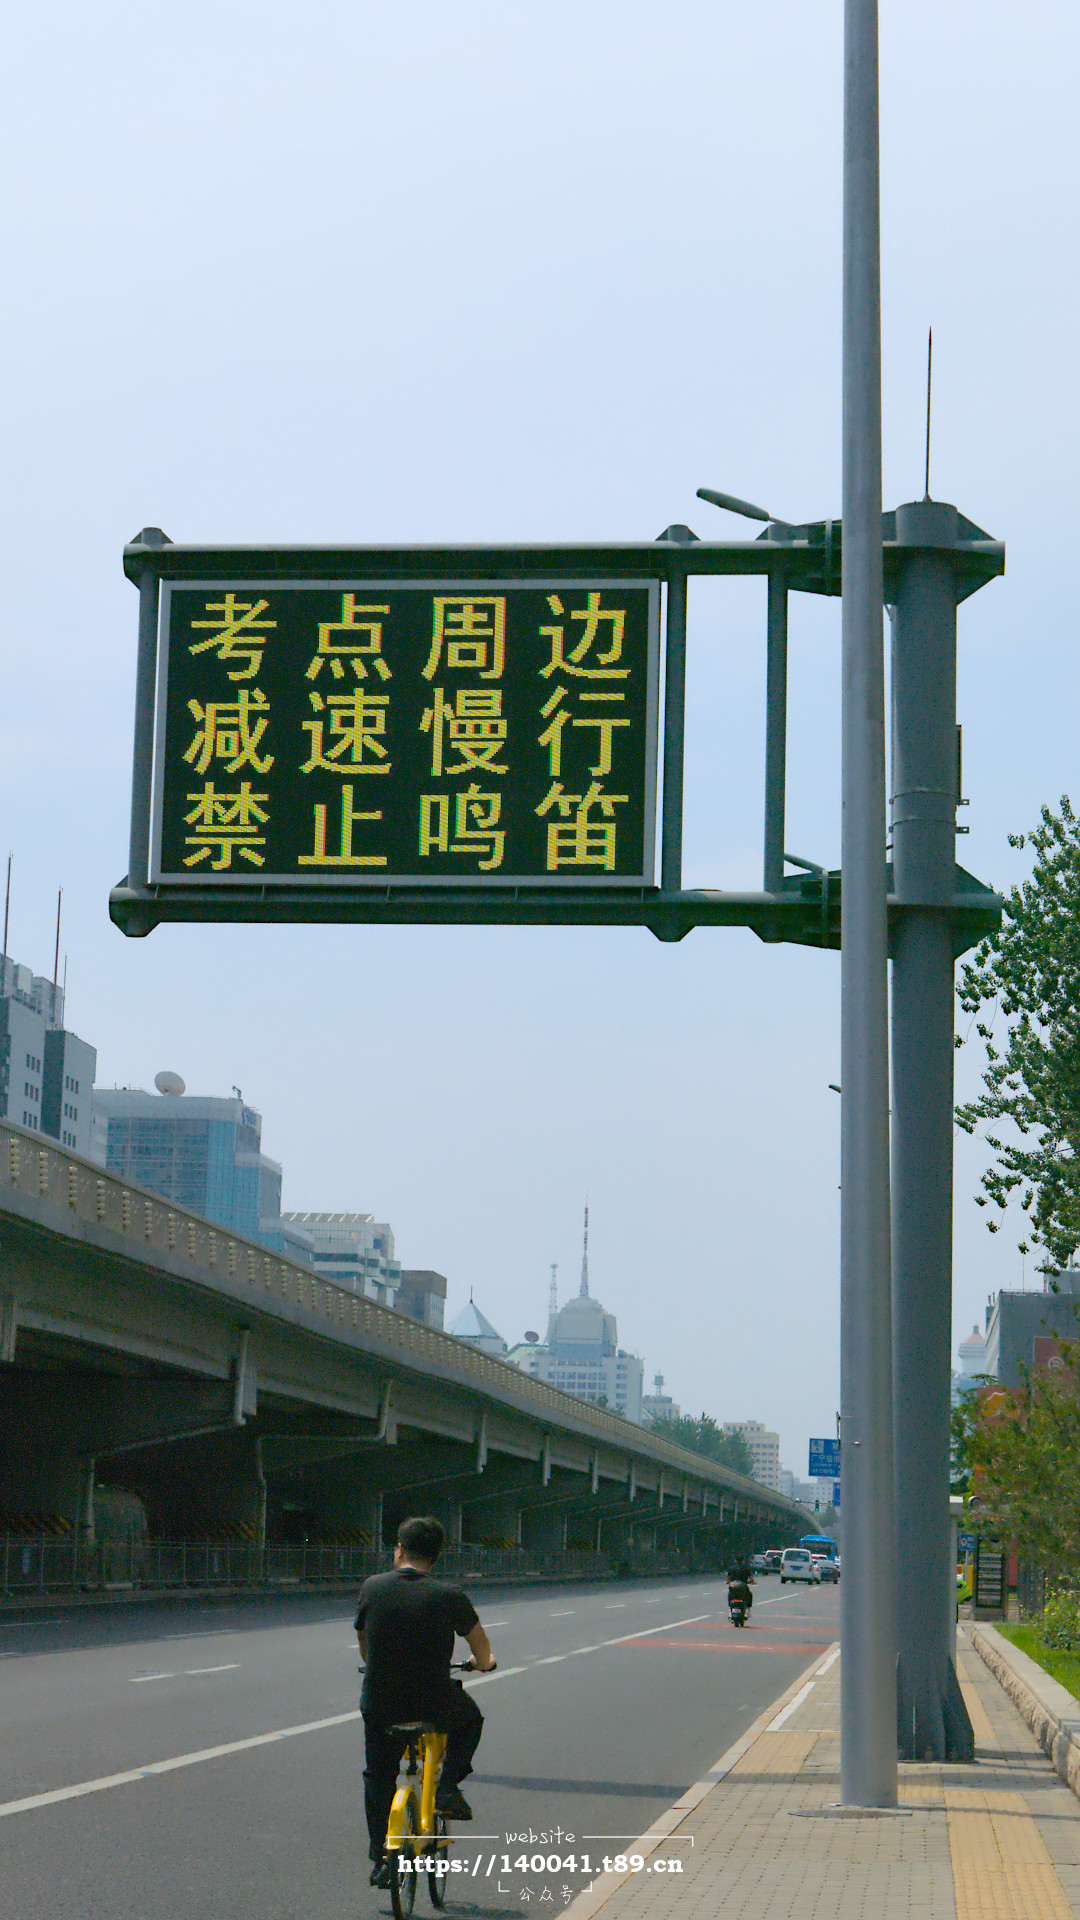 考点周边
减速慢行
禁止鸣笛
website
https://140041.t89.cn
公众号